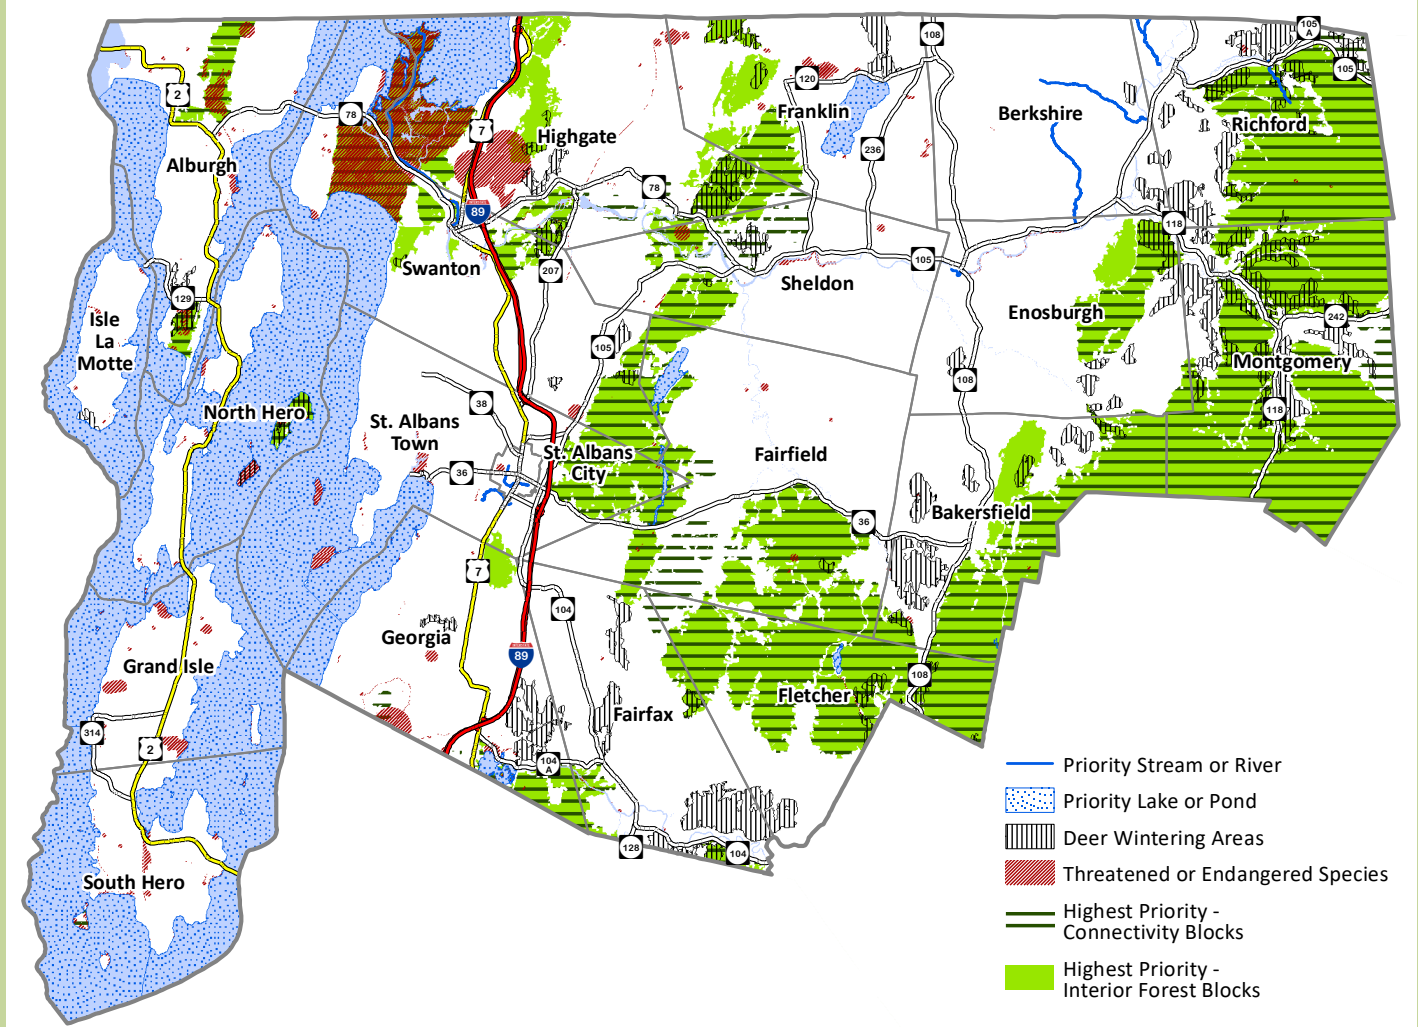 105
A
108
105
120
2
Franklin
78
Berkshire
Richford
7
Highgate
236
Alburgh
78
89
118
Swanton
207
105
Sheldon
129
Enosburgh
242
Isle
La
Motte
105
Montgomery
108
38
North Hero
118
St. Albans
Town
St. Albans
City
Fairfield
36
Bakersfield
36
7
104
Georgia
89
Grand Isle
108
Fletcher
Fairfax
314
2
104
A
128
104
South Hero
Priority Stream or River
Priority Lake or Pond
Deer Wintering Areas
Threatened or Endangered Species
Highest Priority -
Connectivity Blocks
Highest Priority -
Interior Forest Blocks